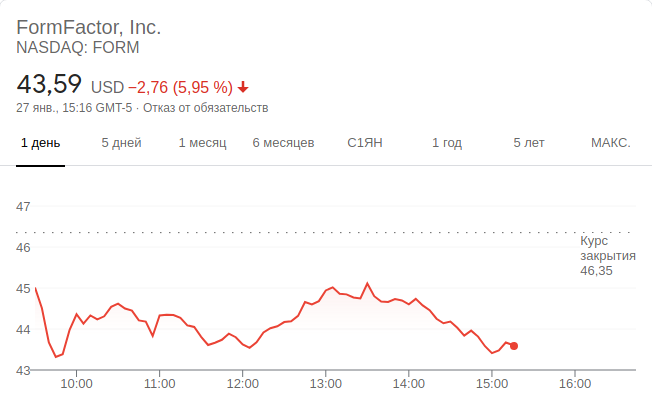 FormFactor, Inc.
NASDAQ: FORM
43,59 USD −2,76 (5,95 %)
27 янв., 15:16 GMT-5 · Отказ от обязательств
1 день 5 дней 1 месяц 6 месяцев С1ЯН 1 год 5 лет МАКС.
47
46
45
44
43
Курс
закрытия
46,35
10:00 11:00 12:00 13:00 14:00 15:00 16:00